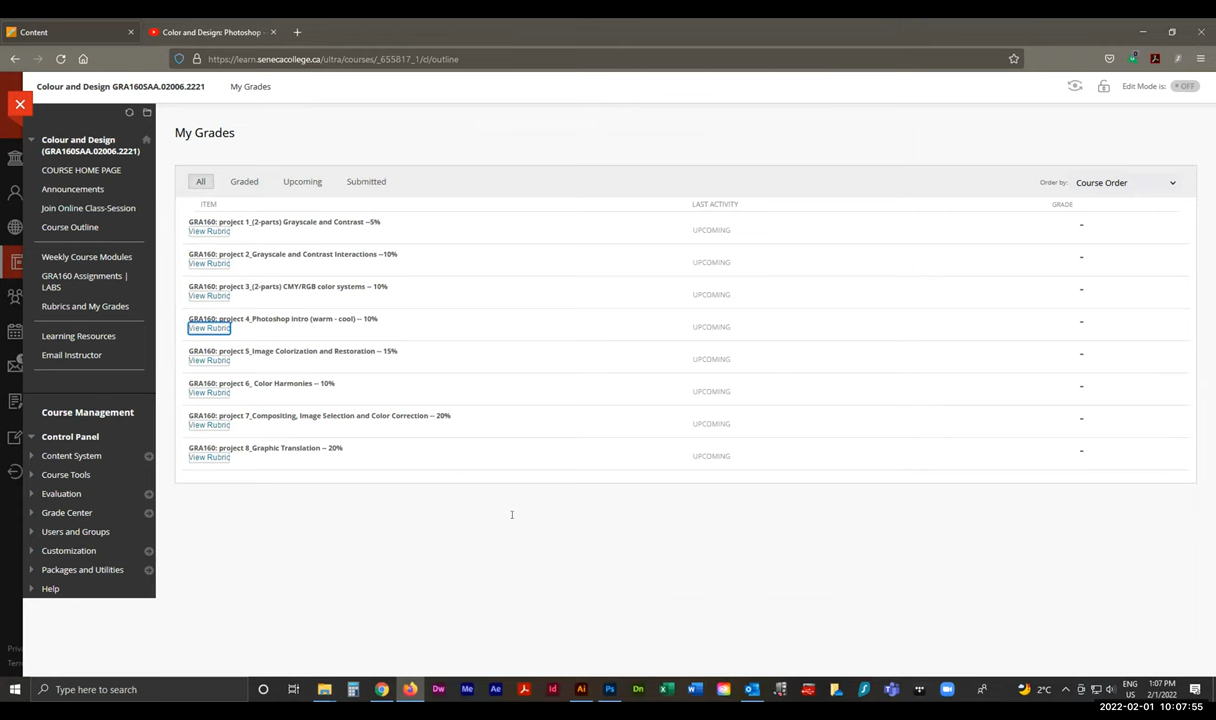 Content
Color and Design: Photoshop
https://learn.senecacollege.ca/ultra/courses/_655817_1/cl/outline
Colour and Design GRA160SAA.02006.2221
My Grades
Edit Mode is:
OFF
Colour and Design
(GRA160SAA.02006.2221)
COURSE HOME PAGE
Announcements
Join Online Class-Session
Course Outline
Weekly Course Modules
GRA160 Assignments |
LABS
Rubrics and My Grades
Learning Resources
Email Instructor
Course Management
Control Panel
Content System
Course Tools
Evaluation
Grade Center
Users and Groups
Customization
Packages and Utilities
Help
Priva
Term
My Grades
All
Graded
Upcoming
Submitted
Order by:
Course Order
ITEM
LAST ACTIVITY
GRADE
GRA160: project 1_(2-parts) Grayscale and Contrast --5%
View Rubric
UPCOMING
-
GRA160: project 2_Grayscale and Contrast Interactions --10%
View Rubric
UPCOMING
-
GRA160: project 3_(2-parts) CMY/RGB color systems -- 10%
View Rubric
UPCOMING
-
GRA160: project 4_Photoshop intro (warm - cool) -- 10%
View Rubric
UPCOMING
-
GRA160: project 5_Image Colorization and Restoration -- 15%
View Rubric
UPCOMING
-
GRA160: project 6_ Color Harmonies -- 10%
View Rubric
UPCOMING
-
GRA160: project 7_Compositing, Image Selection and Color Correction -- 20%
View Rubric
UPCOMING
-
GRA160: project 8_Graphic Translation -- 20%
View Rubric
UPCOMING
-
Type here to search
Dw
Me
Ae
Id
Ai
Ps
Dn
2°C
ENG
US
1:07 PM
2/1/2022
2022-02-01 10:07:55